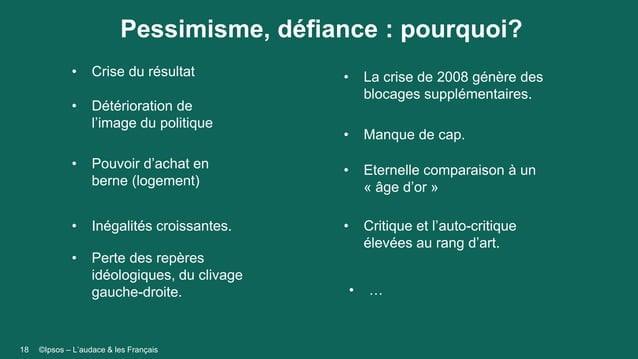 Pessimisme, défiance : pourquoi?
• Crise du résultat
• Détérioration de
l’image du politique
• Pouvoir d’achat en
berne (logement)
• Inégalités croissantes.
• Perte des repères
idéologiques, du clivage
gauche-droite.
• La crise de 2008 génère des
blocages supplémentaires.
• Manque de cap.
• Eternelle comparaison à un
« âge d’or »
• Critique et l’auto-critique
élevées au rang d’art.
• …
18 ©Ipsos – L’audace & les Français